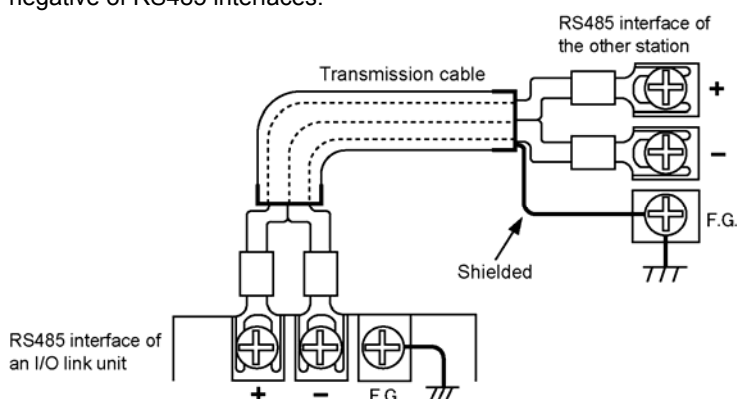 negative of RS485 interfaces.
RS485 interface of
the other station
Transmission cable
+
−
F.G.
Shielded
RS485 interface of
an I/O link unit
+
−
F.G.